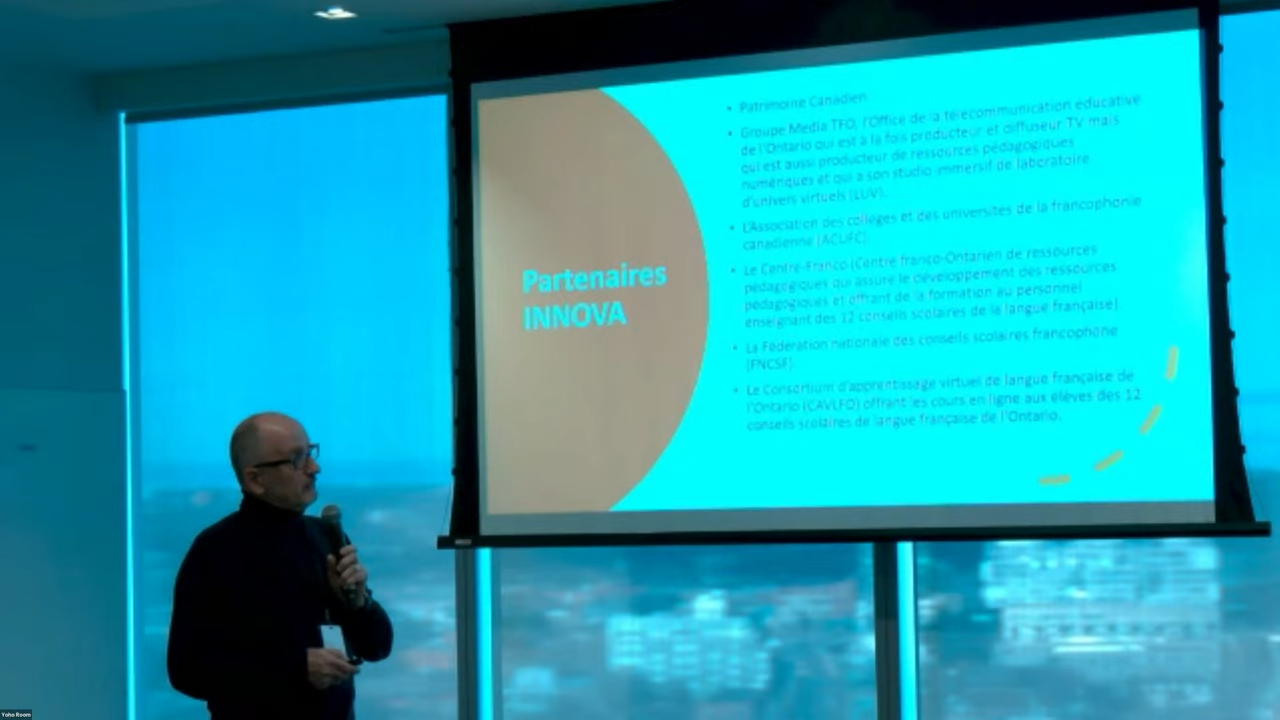 Partenaires
INNOVA
• Patrimoine Canadien
• Groupe Media TFO, l'Office de la télécommunication éducative
de l'Ontario qui est à la fois producteur et diffuseur TV mais
qui est aussi producteur de ressources pédagogiques
numériques et qui a son studio immersif de laboratoire
d'univers virtuels (LUV).
• L'Association des collèges et des universités de la francophonie
canadienne (ACUFC)
• Le Centre-Franco (Centre franco-Ontarien de ressources
pédagogiques qui assure le développement des ressources
pédagogiques et offrant de la formation au personnel
enseignant des 12 conseils scolaires de la langue française)
• La Fédération nationale des conseils scolaires francophone
(FNCSF).
• Le Consortium d'apprentissage virtuel de langue française de
l'Ontario (CAVLFO) offrant les cours en ligne aux élèves des 12
conseils scolaires de langue française de l'Ontario.
Yoho Room